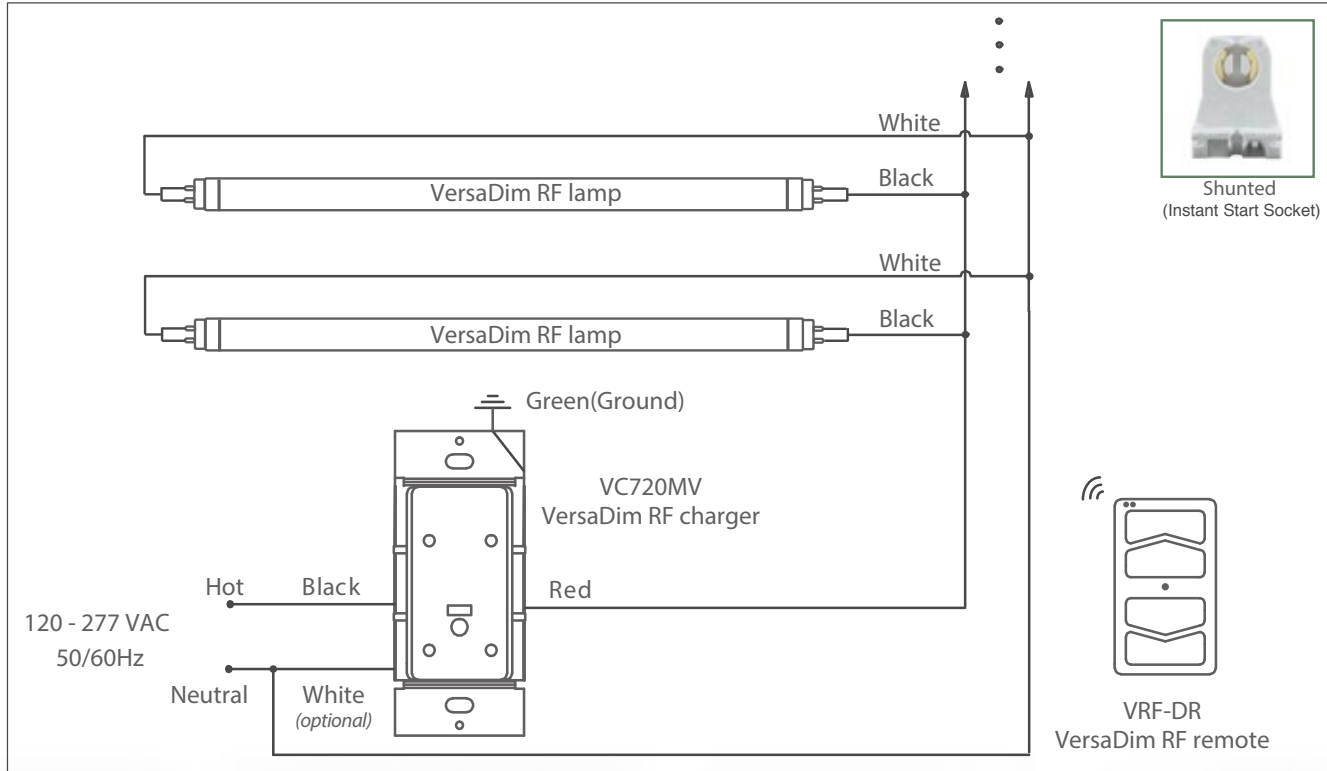 White
Black
VersaDim RF lamp
Shunted
(Instant Start Socket)
White
Black
VersaDim RF lamp
Green(Ground)
VC720MV
VersaDim RF charger
Hot
Black
Red
120 - 277 VAC
50/60Hz
Neutral
White
(optional)
VRF-DR
VersaDim RF remote